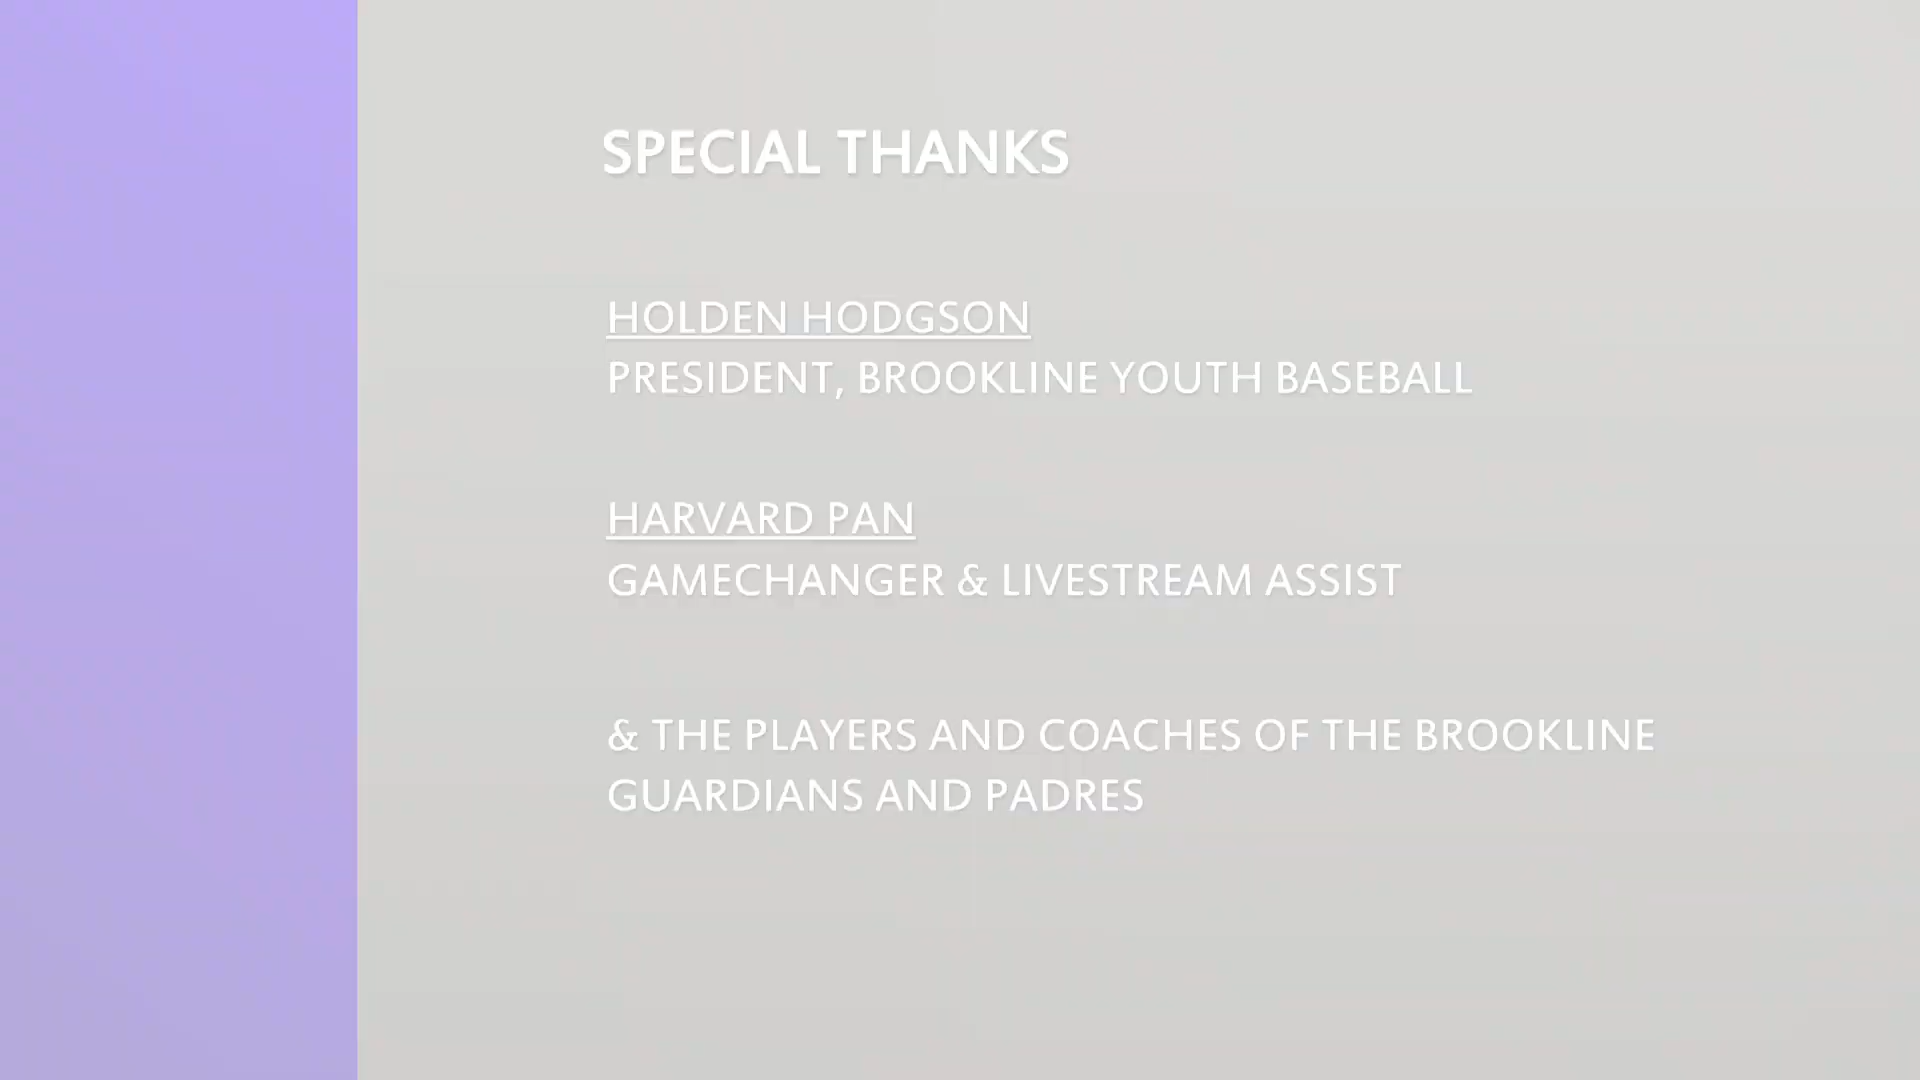 SPECIAL THANKS
HOLDEN HODGSON
PRESIDENT, BROOKLINE YOUTH BASEBALL
HARVARD PAN
GAMECHANGER & LIVESTREAM ASSIST
& THE PLAYERS AND COACHES OF THE BROOKLINE
GUARDIANS AND PADRES